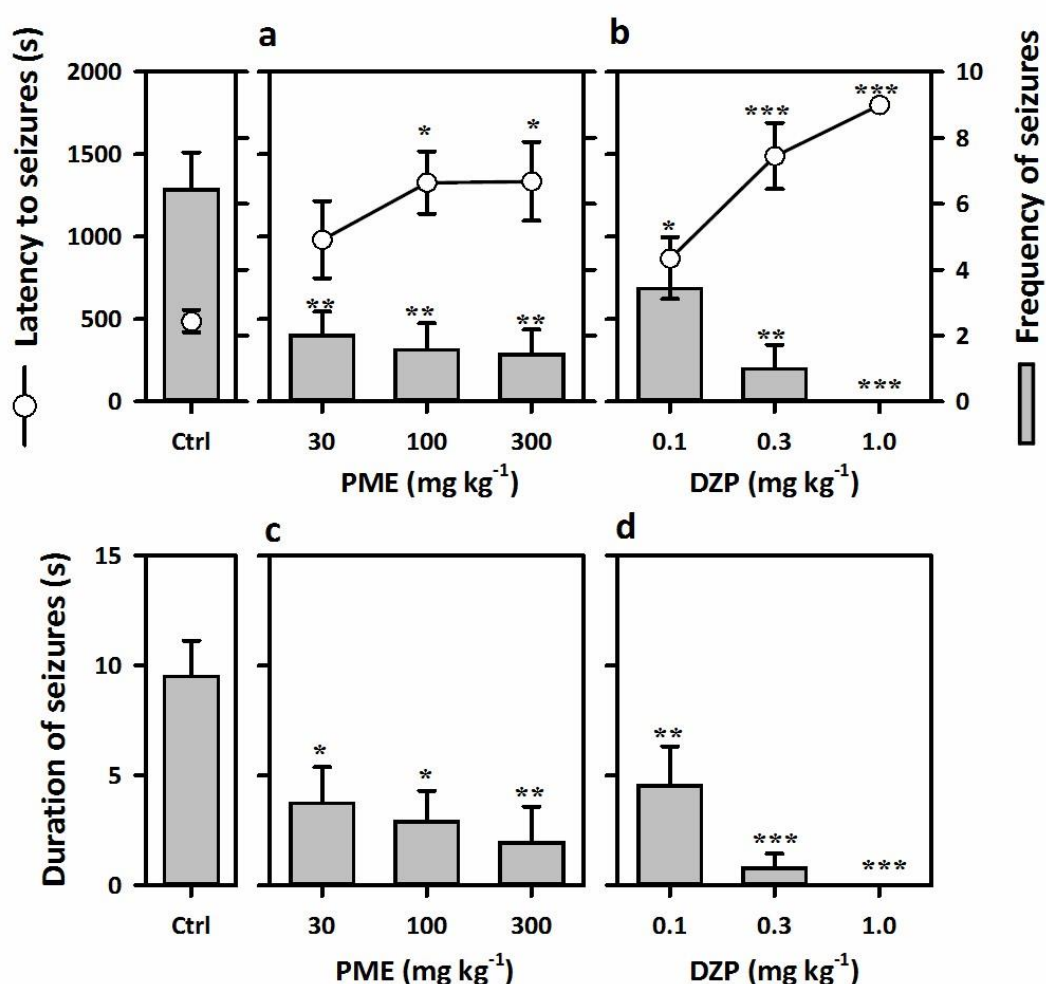 a
b
Latency to seizures (s)
2000
1500
1000
500
0
* * ** ** **
* *** *** ** ***
10
8
6
4
2
0
Frequency of seizures
Ctrl
30 100 300
0.1 0.3 1.0
PME (mg kg⁻¹)
DZP (mg kg⁻¹)
c
d
Duration of seizures (s)
15
10
5
0
* * **
** *** ***
Ctrl
30 100 300
0.1 0.3 1.0
PME (mg kg⁻¹)
DZP (mg kg⁻¹)